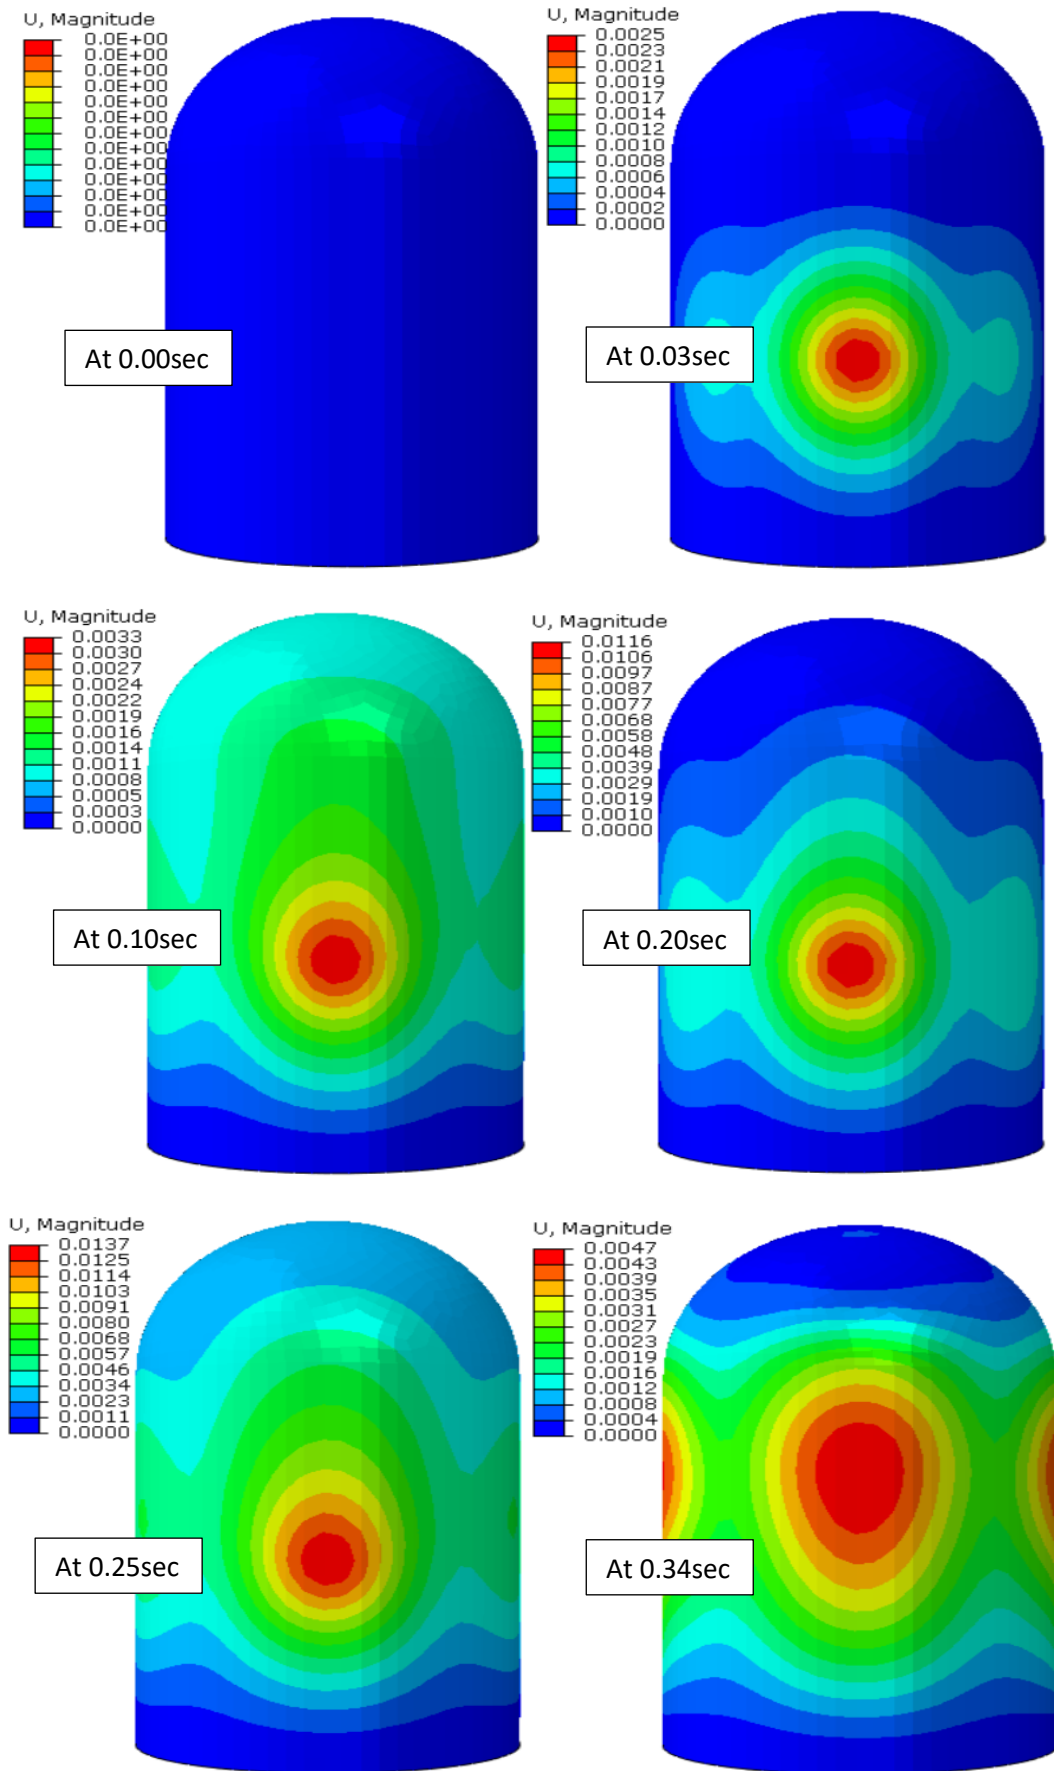 U, Magnitude
0.0E+00
0.0E+00
0.0E+00
0.0E+00
0.0E+00
0.0E+00
0.0E+00
0.0E+00
0.0E+00
0.0E+00
0.0E+00
0.0E+00
0.0E+00
At 0.00sec
U, Magnitude
0.0025
0.0023
0.0021
0.0019
0.0017
0.0014
0.0012
0.0010
0.0008
0.0006
0.0004
0.0002
0.0000
At 0.03sec
U, Magnitude
0.0033
0.0030
0.0027
0.0024
0.0022
0.0019
0.0016
0.0014
0.0011
0.0008
0.0005
0.0003
0.0000
At 0.10sec
U, Magnitude
0.0116
0.0106
0.0097
0.0087
0.0077
0.0068
0.0058
0.0048
0.0039
0.0029
0.0019
0.0010
0.0000
At 0.20sec
U, Magnitude
0.0137
0.0125
0.0114
0.0103
0.0091
0.0080
0.0068
0.0057
0.0046
0.0034
0.0023
0.0011
0.0000
At 0.25sec
U, Magnitude
0.0047
0.0043
0.0039
0.0035
0.0031
0.0027
0.0023
0.0019
0.0016
0.0012
0.0008
0.0004
0.0000
At 0.34sec